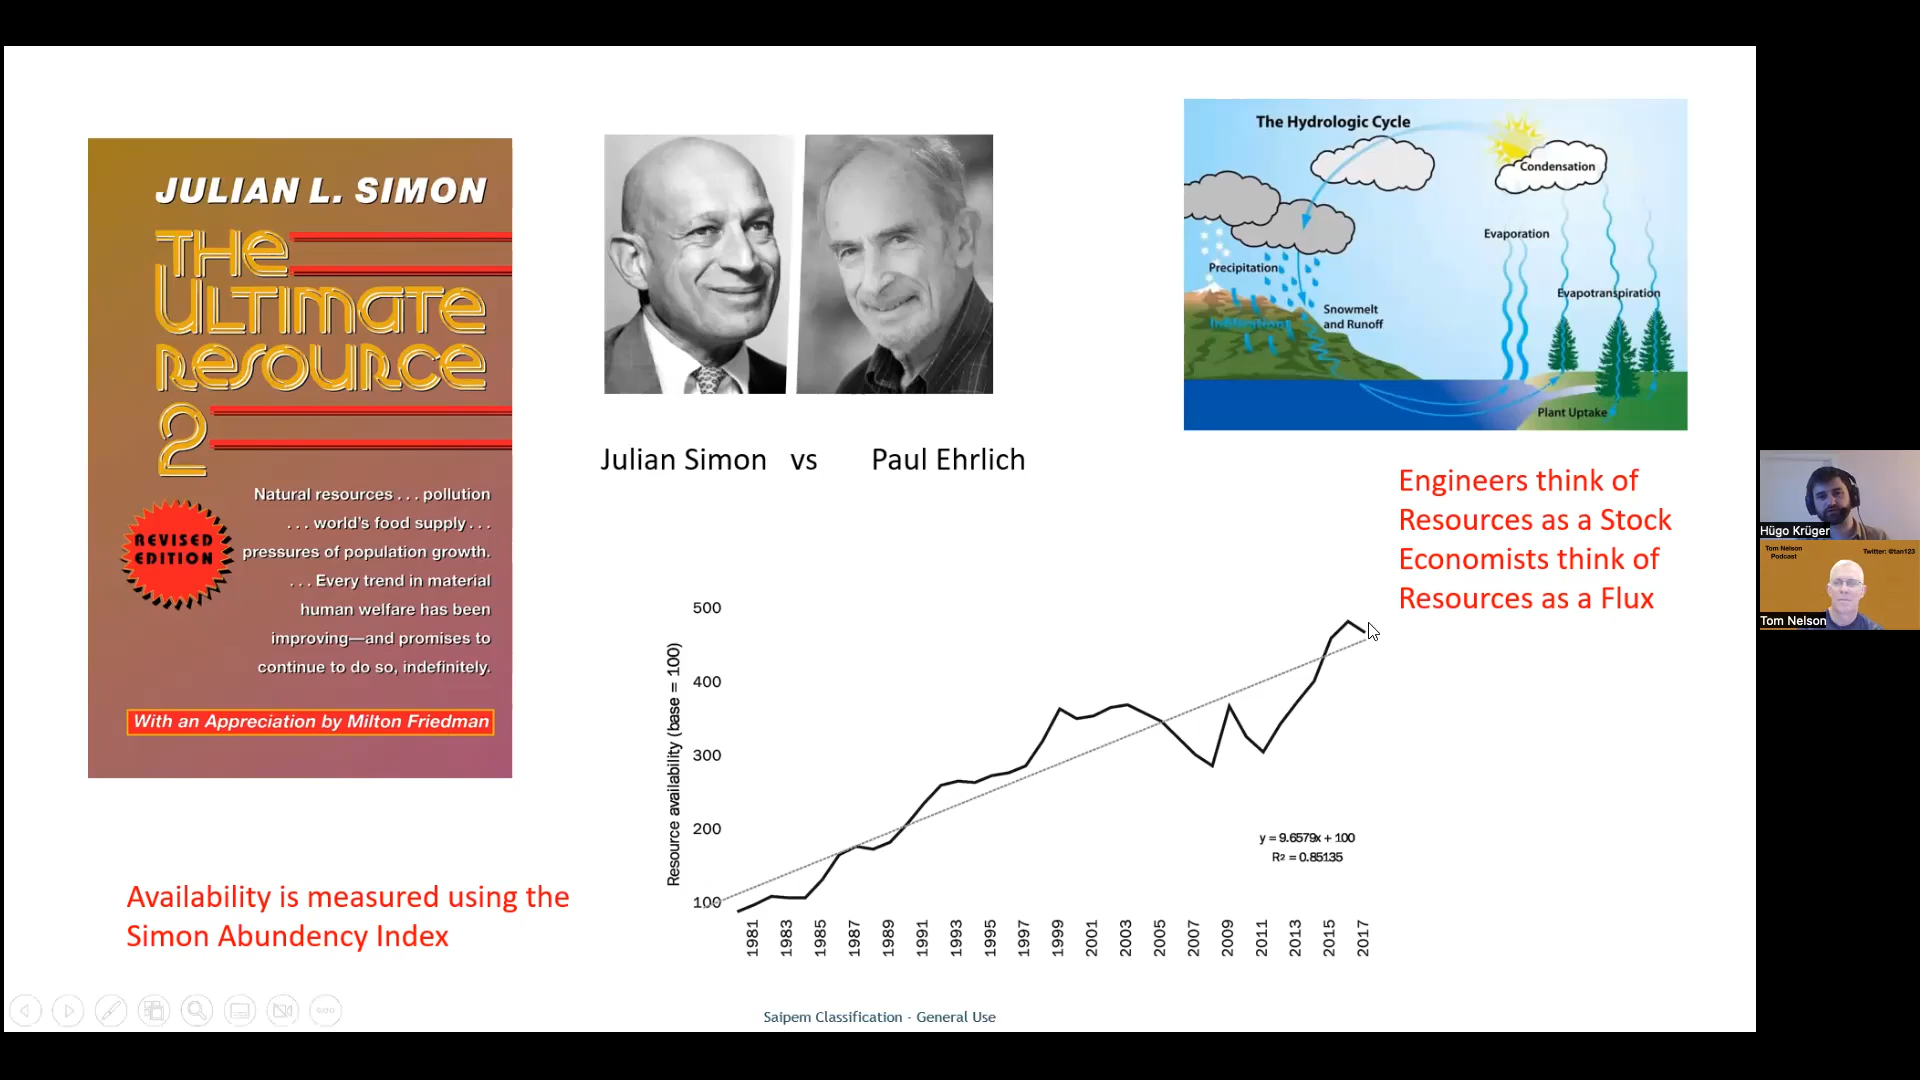 JULIAN L. SIMON
THE
ULTIMATE
RESOURCE
2
REVISED
EDITION
Natural resources . . . pollution
. . . world's food supply . . .
pressures of population growth.
. . . Every trend in material
human welfare has been
improving—and promises to
continue to do so, indefinitely.
With an Appreciation by Milton Friedman
Availability is measured using the
Simon Abundency Index
Julian Simon vs Paul Ehrlich
The Hydrologic Cycle
Condensation
Evaporation
Precipitation
Evapotranspiration
Snowmelt
and Runoff
Infiltration
Plant Uptake
Engineers think of
Resources as a Stock
Economists think of
Resources as a Flux
Resource availability (base = 100)
500
400
300
200
100
y = 9.6579x + 100
R2 = 0.85135
1981
1983
1985
1987
1989
1991
1993
1995
1997
1999
2001
2003
2005
2007
2009
2011
2013
2015
2017
Saipem Classification - General Use
Hügo Krüger
Tom Nelson
Podcast
Twitter: @tan123
Tom Nelson